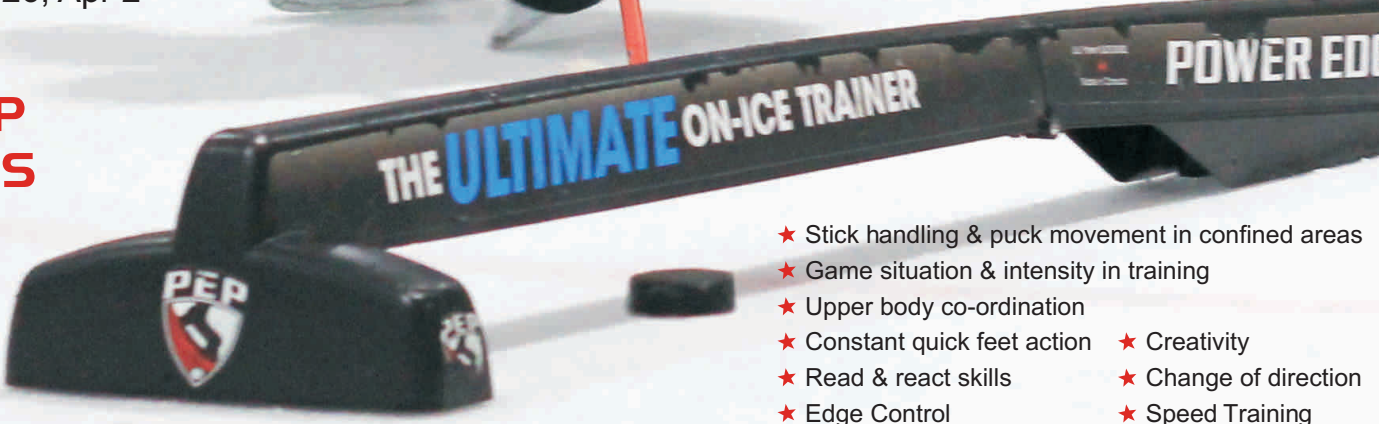 P
S
THE ULTIMATE ON-ICE TRAINER
POWER
PEP
PEP
★ Stick handling & puck movement in confined areas
★ Game situation & intensity in training
★ Upper body co-ordination
★ Constant quick feet action ★ Creativity
★ Read & react skills ★ Change of direction
★ Edge Control ★ Speed Training